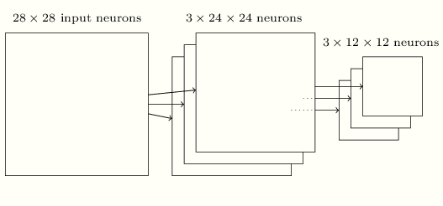 28 × 28 input neurons
3 × 24 × 24 neurons
3 × 12 × 12 neurons